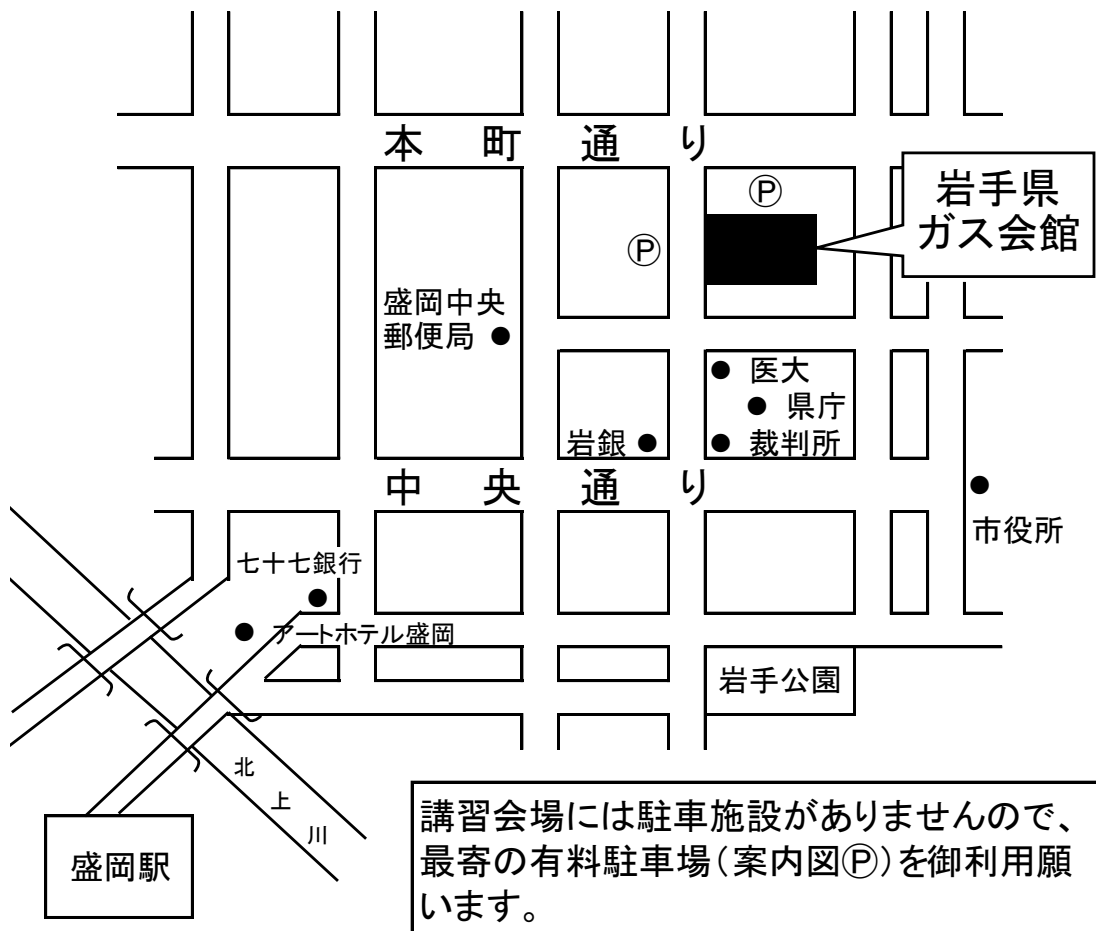 本町通り
Ⓟ
岩手県
ガス会館
Ⓟ
盛岡中央
郵便局 ●
● 医大
● 県庁
岩銀 ●
● 裁判所
中央通り
●
市役所
七十七銀行
●
● アートホテル盛岡
岩手公園
北上川
盛岡駅
講習会場には駐車施設がありませんので、
最寄の有料駐車場(案内図Ⓟ)を御利用願
います。